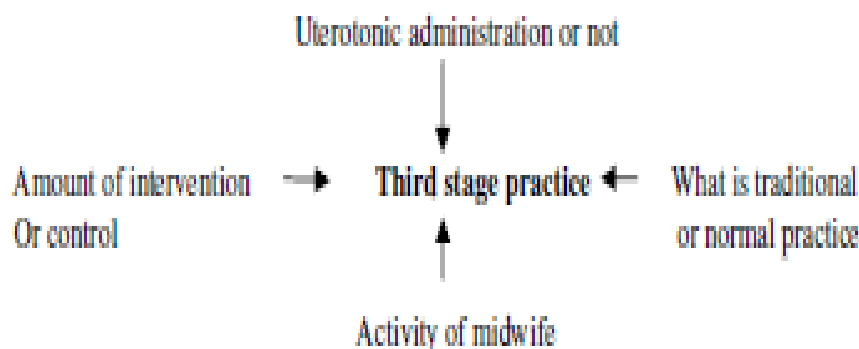 Uterotonic administration or not
Amount of intervention
Or control
Third stage practice
What is traditional
or normal practice
Activity of midwife